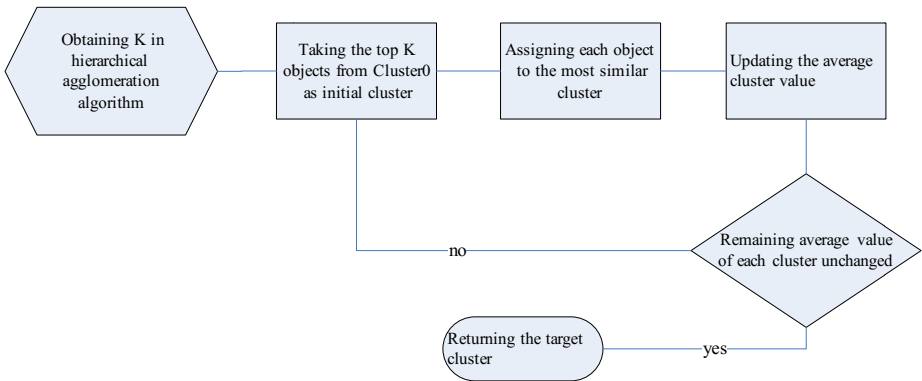 Obtaining K in
hierarchical
agglomeration
algorithm
Taking the top K
objects from Cluster0
as initial cluster
Assigning each object
to the most similar
cluster
Updating the average
cluster value
Remaining average value
of each cluster unchanged
no
yes
Returning the target
cluster